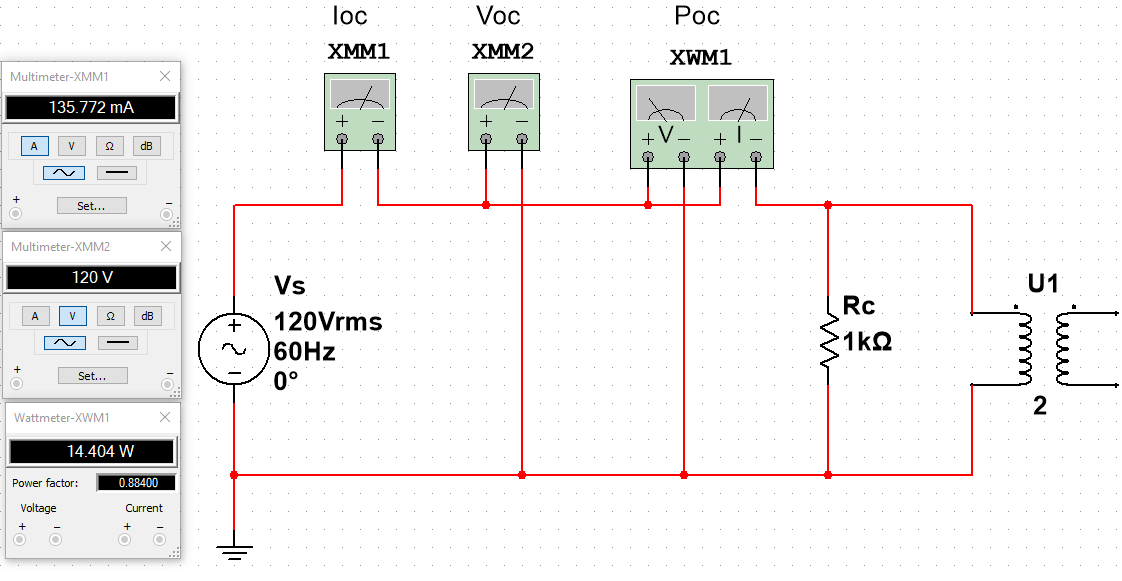 Ioc
Voc
Poc
XMM1
XMM2
XWM1
+
−
+
−
+ V −
+ I −
Multimeter-XMM1
135.772 mA
A
V
Ω
dB
+
Set...
−
Multimeter-XMM2
120 V
A
V
Ω
dB
+
Set...
−
Wattmeter-XWM1
14.404 W
Power factor:
0.88400
Voltage
Current
+
−
+
−
Vs
120Vrms
60Hz
0°
+
−
Rc
1kΩ
U1
2